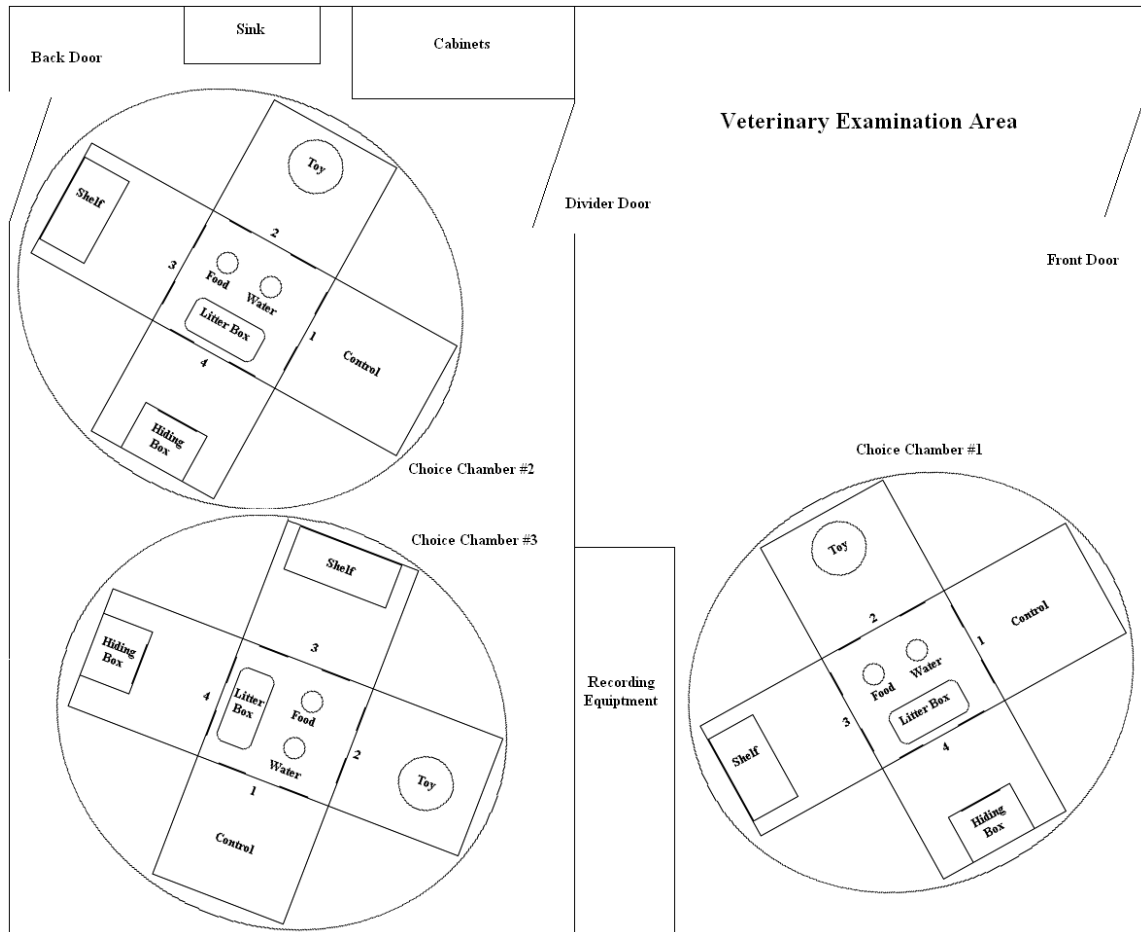 Sink
Cabinets
Back Door
Veterinary Examination Area
Toy
Shelf
Divider Door
2
3
Food
Water
Litter Box
1
4
Control
Hiding
Box
Choice Chamber #2
Front Door
Choice Chamber #1
Toy
2
Control
1
Water
Food
Litter Box
3
4
Shelf
Hiding
Box
Choice Chamber #3
Shelf
3
Hiding
Box
4
Litter
Box
Food
Water
2
Toy
1
Control
Recording
Equiptment